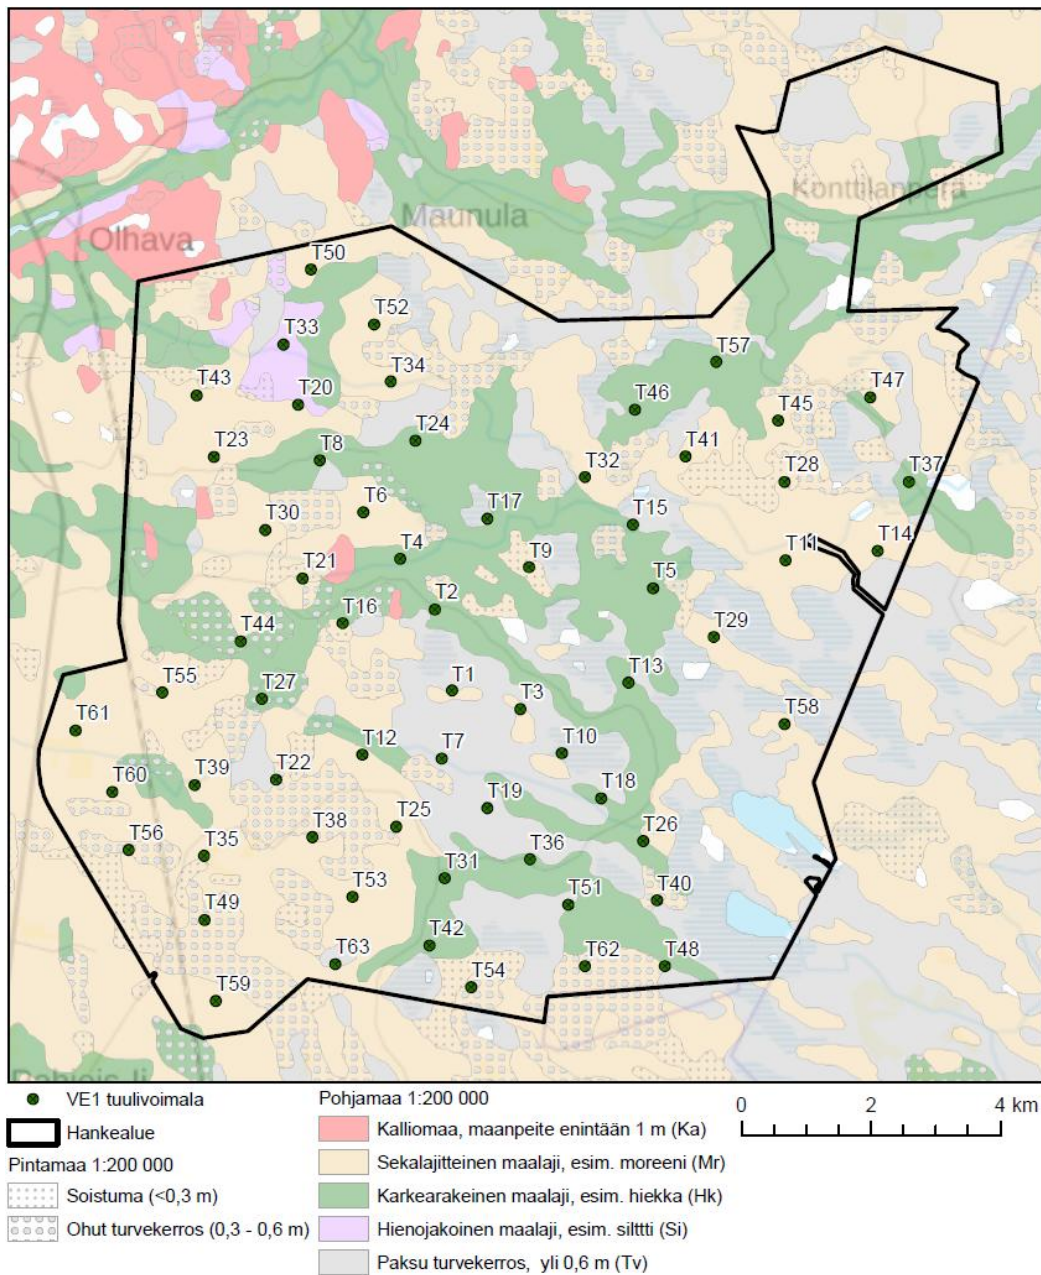 Konttilanperä
Maunula
Olhava
T50
T52
T33
T57
T34
T43
T47
T20
T46
T45
T24
T23
T8
T41
T32
T28
T37
T6
T17
T15
T30
T14
T4
T9
T11
T21
T5
T2
T16
T29
T44
T13
T1
T55
T27
T3
T58
T61
T12
T7
T10
T39
T22
T60
T19
T18
T25
T38
T26
T56
T35
T36
T31
T53
T51
T40
T49
T42
T63
T62
T48
T54
T59
Pohjois-Ii
VE1 tuulivoimala
Hankealue
Pintamaa 1:200 000
Soistuma (<0,3 m)
Ohut turvekerros (0,3 - 0,6 m)
Pohjamaa 1:200 000
Kalliomaa, maanpeite enintään 1 m (Ka)
Sekalajitteinen maalaji, esim. moreeni (Mr)
Karkearakeinen maalaji, esim. hiekka (Hk)
Hienojakoinen maalaji, esim. silttti (Si)
Paksu turvekerros, yli 0,6 m (Tv)
0 2 4 km